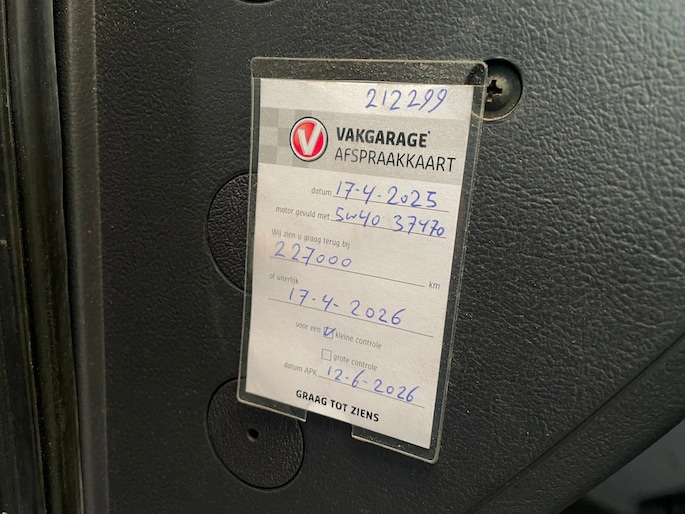 212299
V VAKGARAGE
AFSPRAAKKAART
datum 17-4-2025
motor gevuld met 5w40 37470
Wij zien u graag terug bij
227000 km
of uiterlijk
17-4-2026
voor een kleine controle
grote controle
datum APK 12-6-2026
GRAAG TOT ZIENS